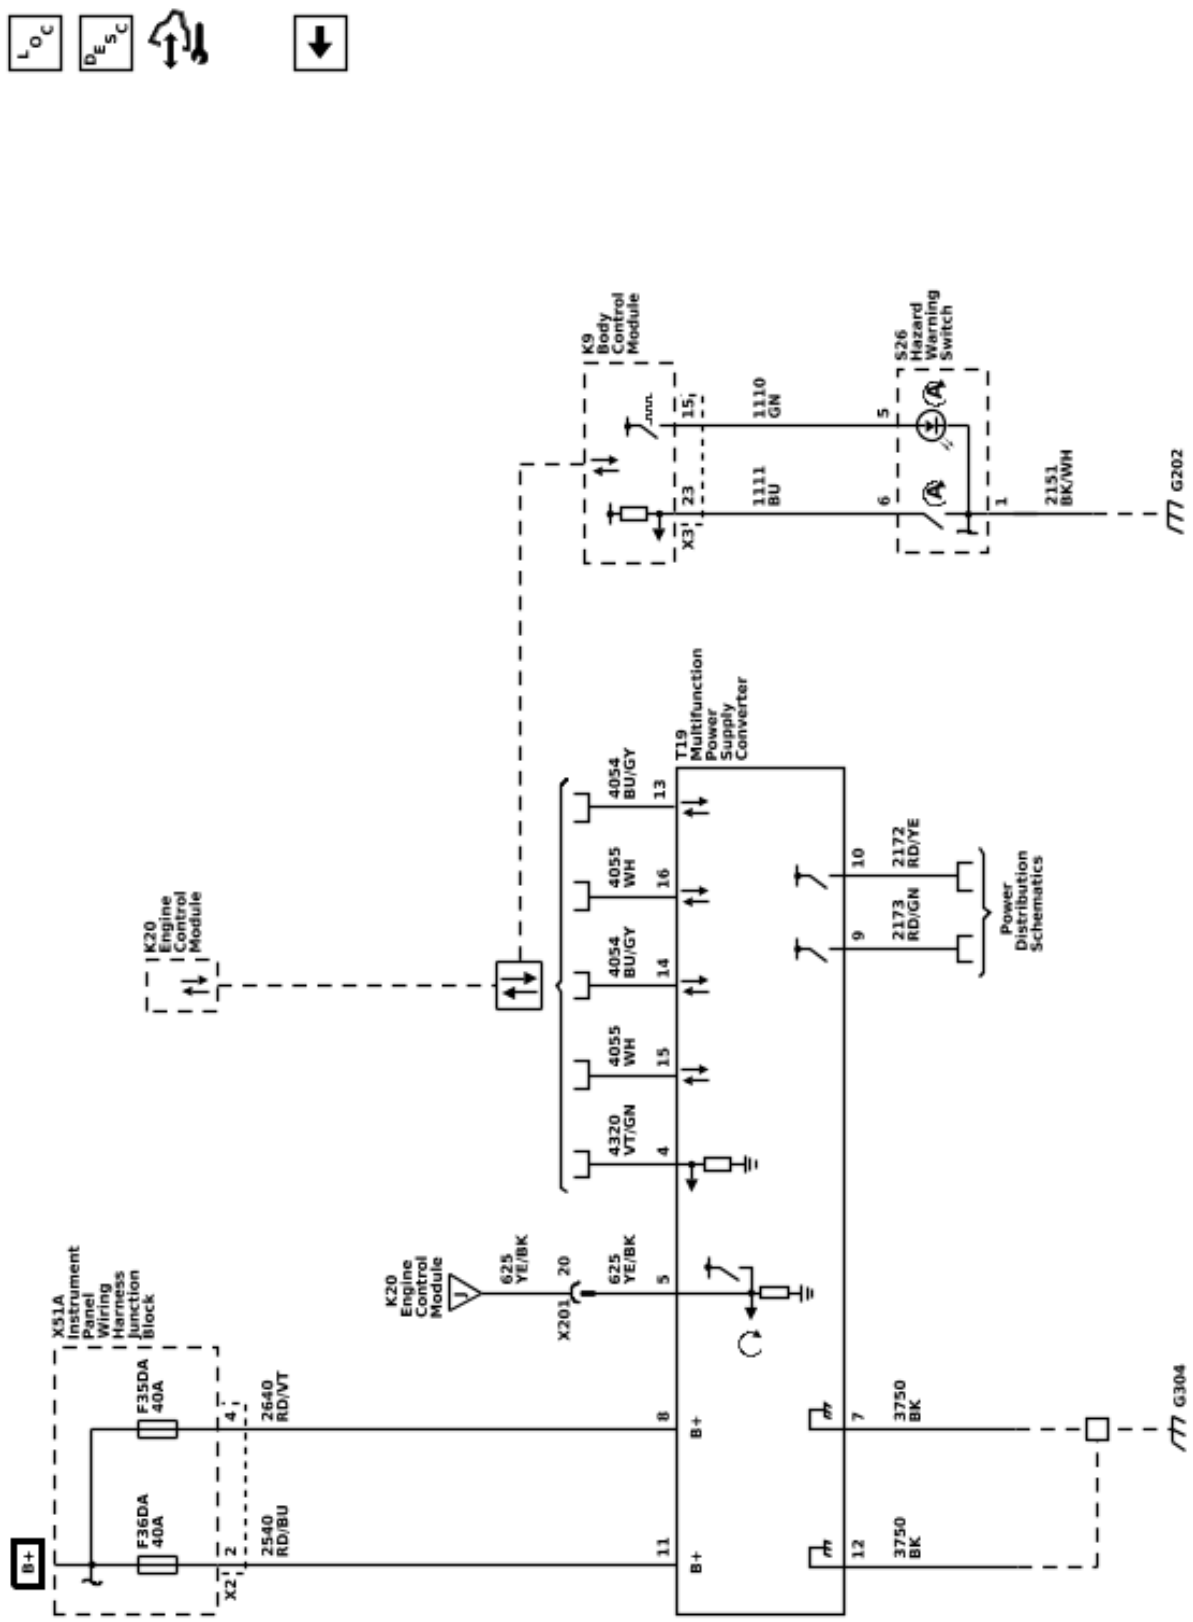 LOC
DESC
B+
X51A
Instrument
Panel
Wiring
Harness
Junction
Block
F36DA
40A
F35DA
40A
X2
2
4
2540
RD/BU
2640
RD/VT
K20
Engine
Control
Module
J
625
YE/BK
X201
20
625
YE/BK
K20
Engine
Control
Module
4320
VT/GN
4055
WH
4054
BU/GY
4055
WH
4054
BU/GY
11
8
5
4
15
14
16
13
B+
B+
T19
Multifunction
Power
Supply
Converter
12
7
9
10
3750
BK
3750
BK
2173
RD/GN
2172
RD/YE
Power
Distribution
Schematics
G304
K9
Body
Control
Module
X3
23
15
1111
BU
1110
GN
6
5
S26
Hazard
Warning
Switch
A
A
1
2151
BK/WH
G202